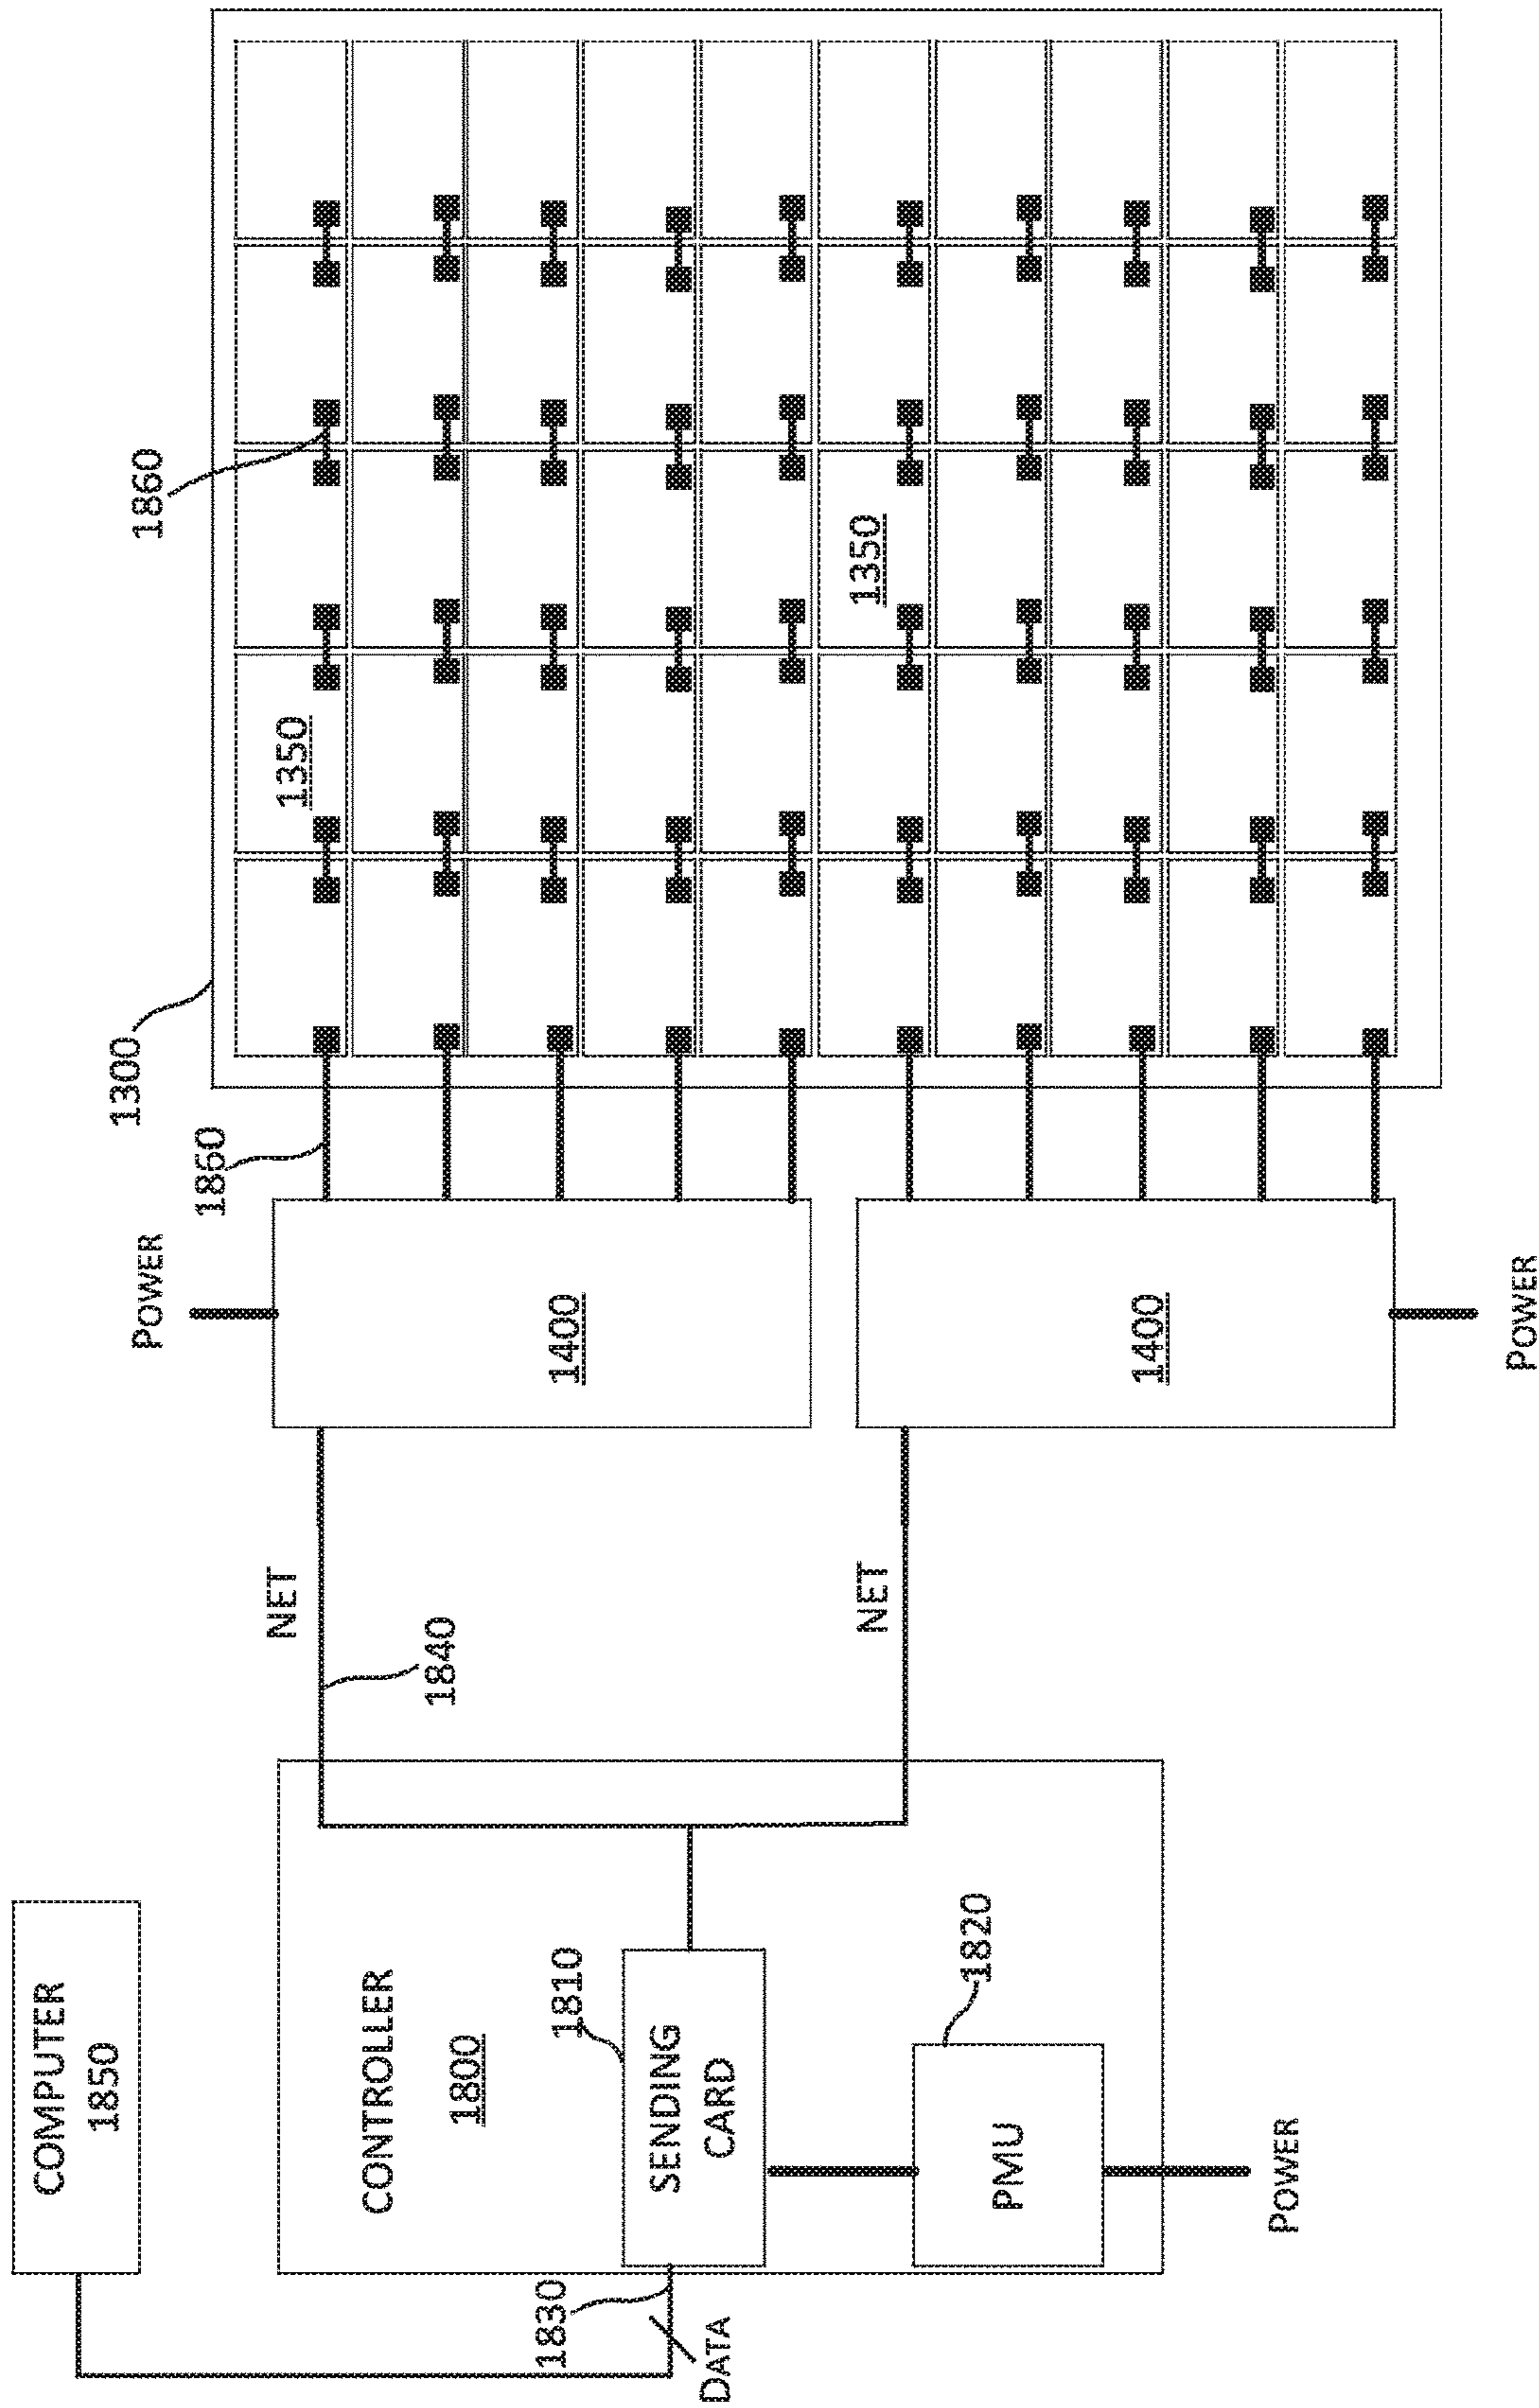 COMPUTER
1850
CONTROLLER
1800
1810
SENDING
CARD
1820
PMU
POWER
1830
DATA
NET
1840
NET
POWER
1400
1400
POWER
1860
1300
1860
1350
1350